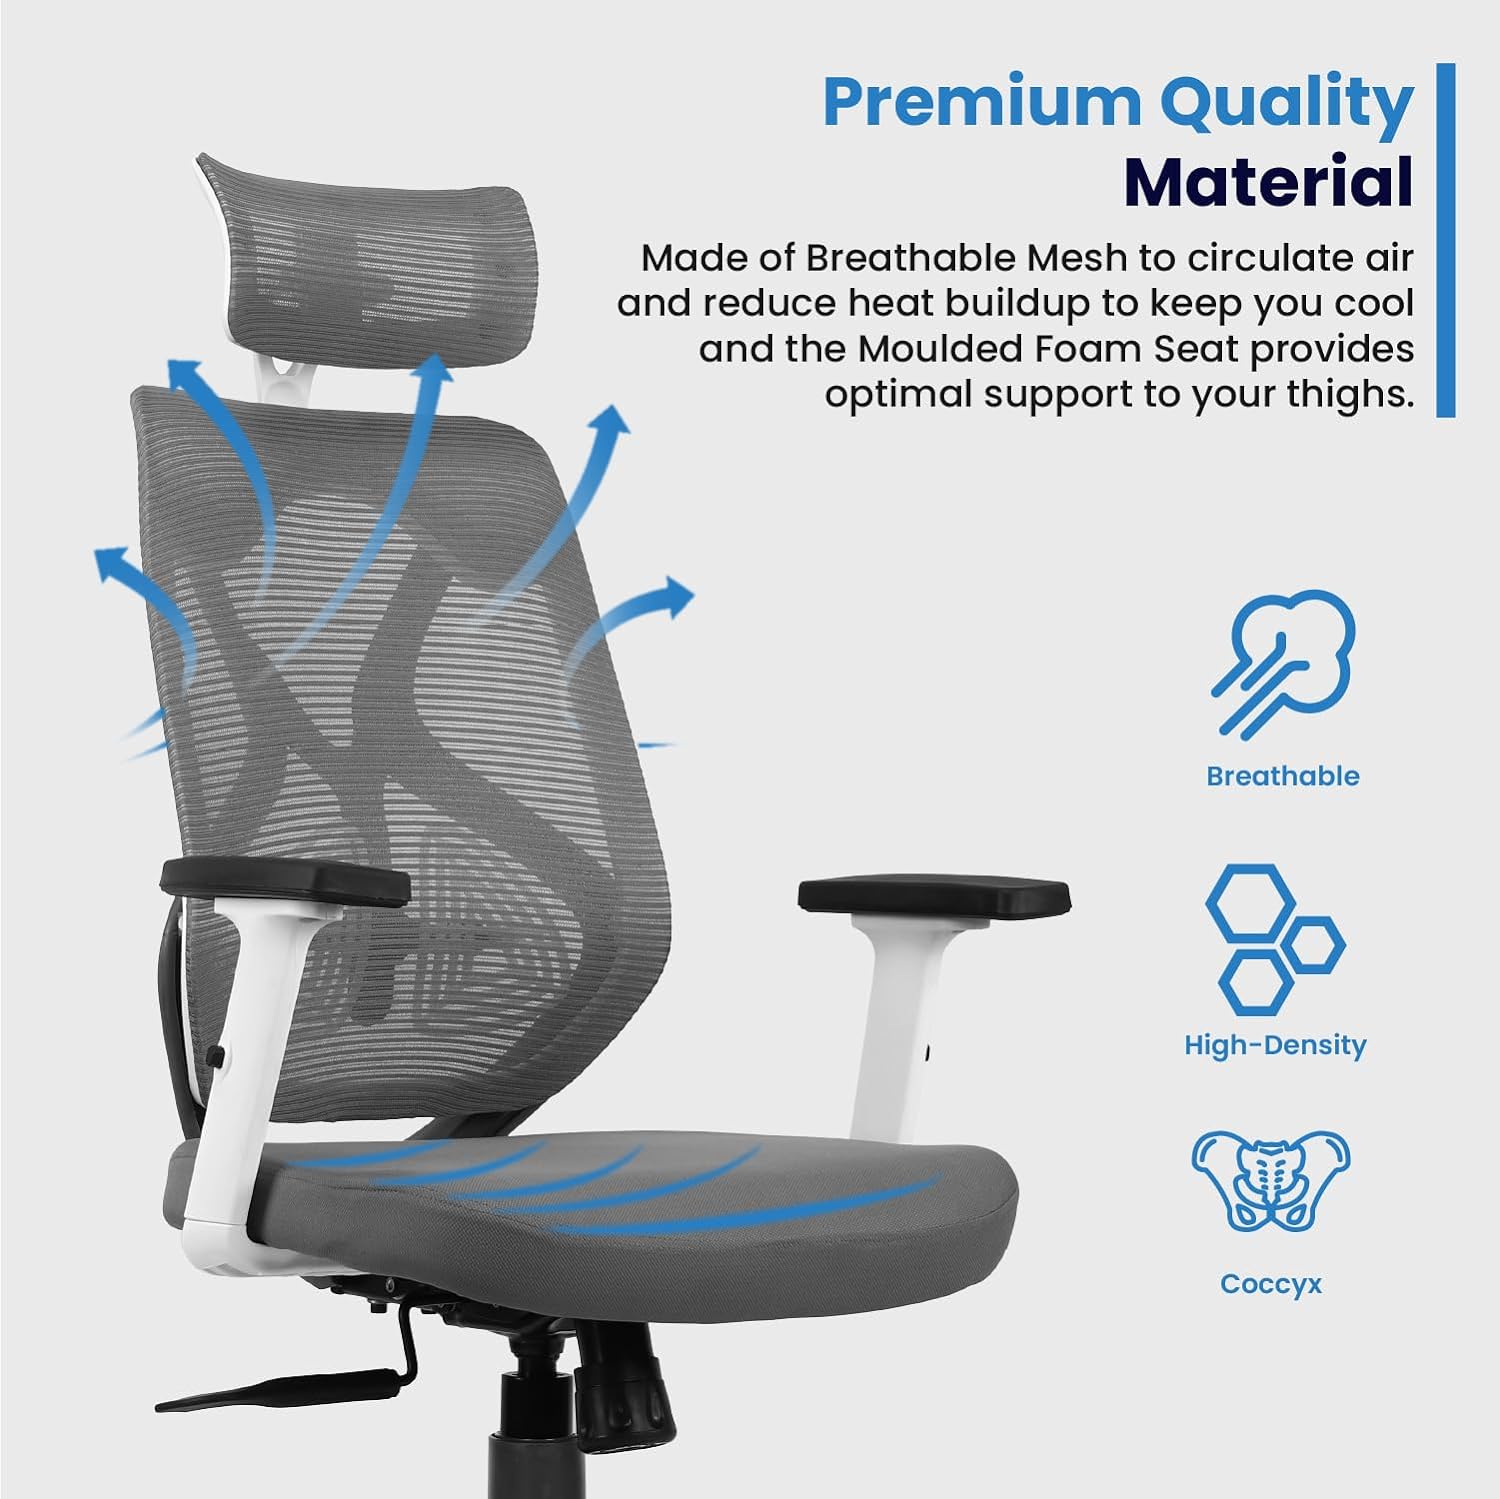 Premium Quality
Material
Made of Breathable Mesh to circulate air
and reduce heat buildup to keep you cool
and the Moulded Foam Seat provides
optimal support to your thighs.
Breathable
High-Density
Coccyx